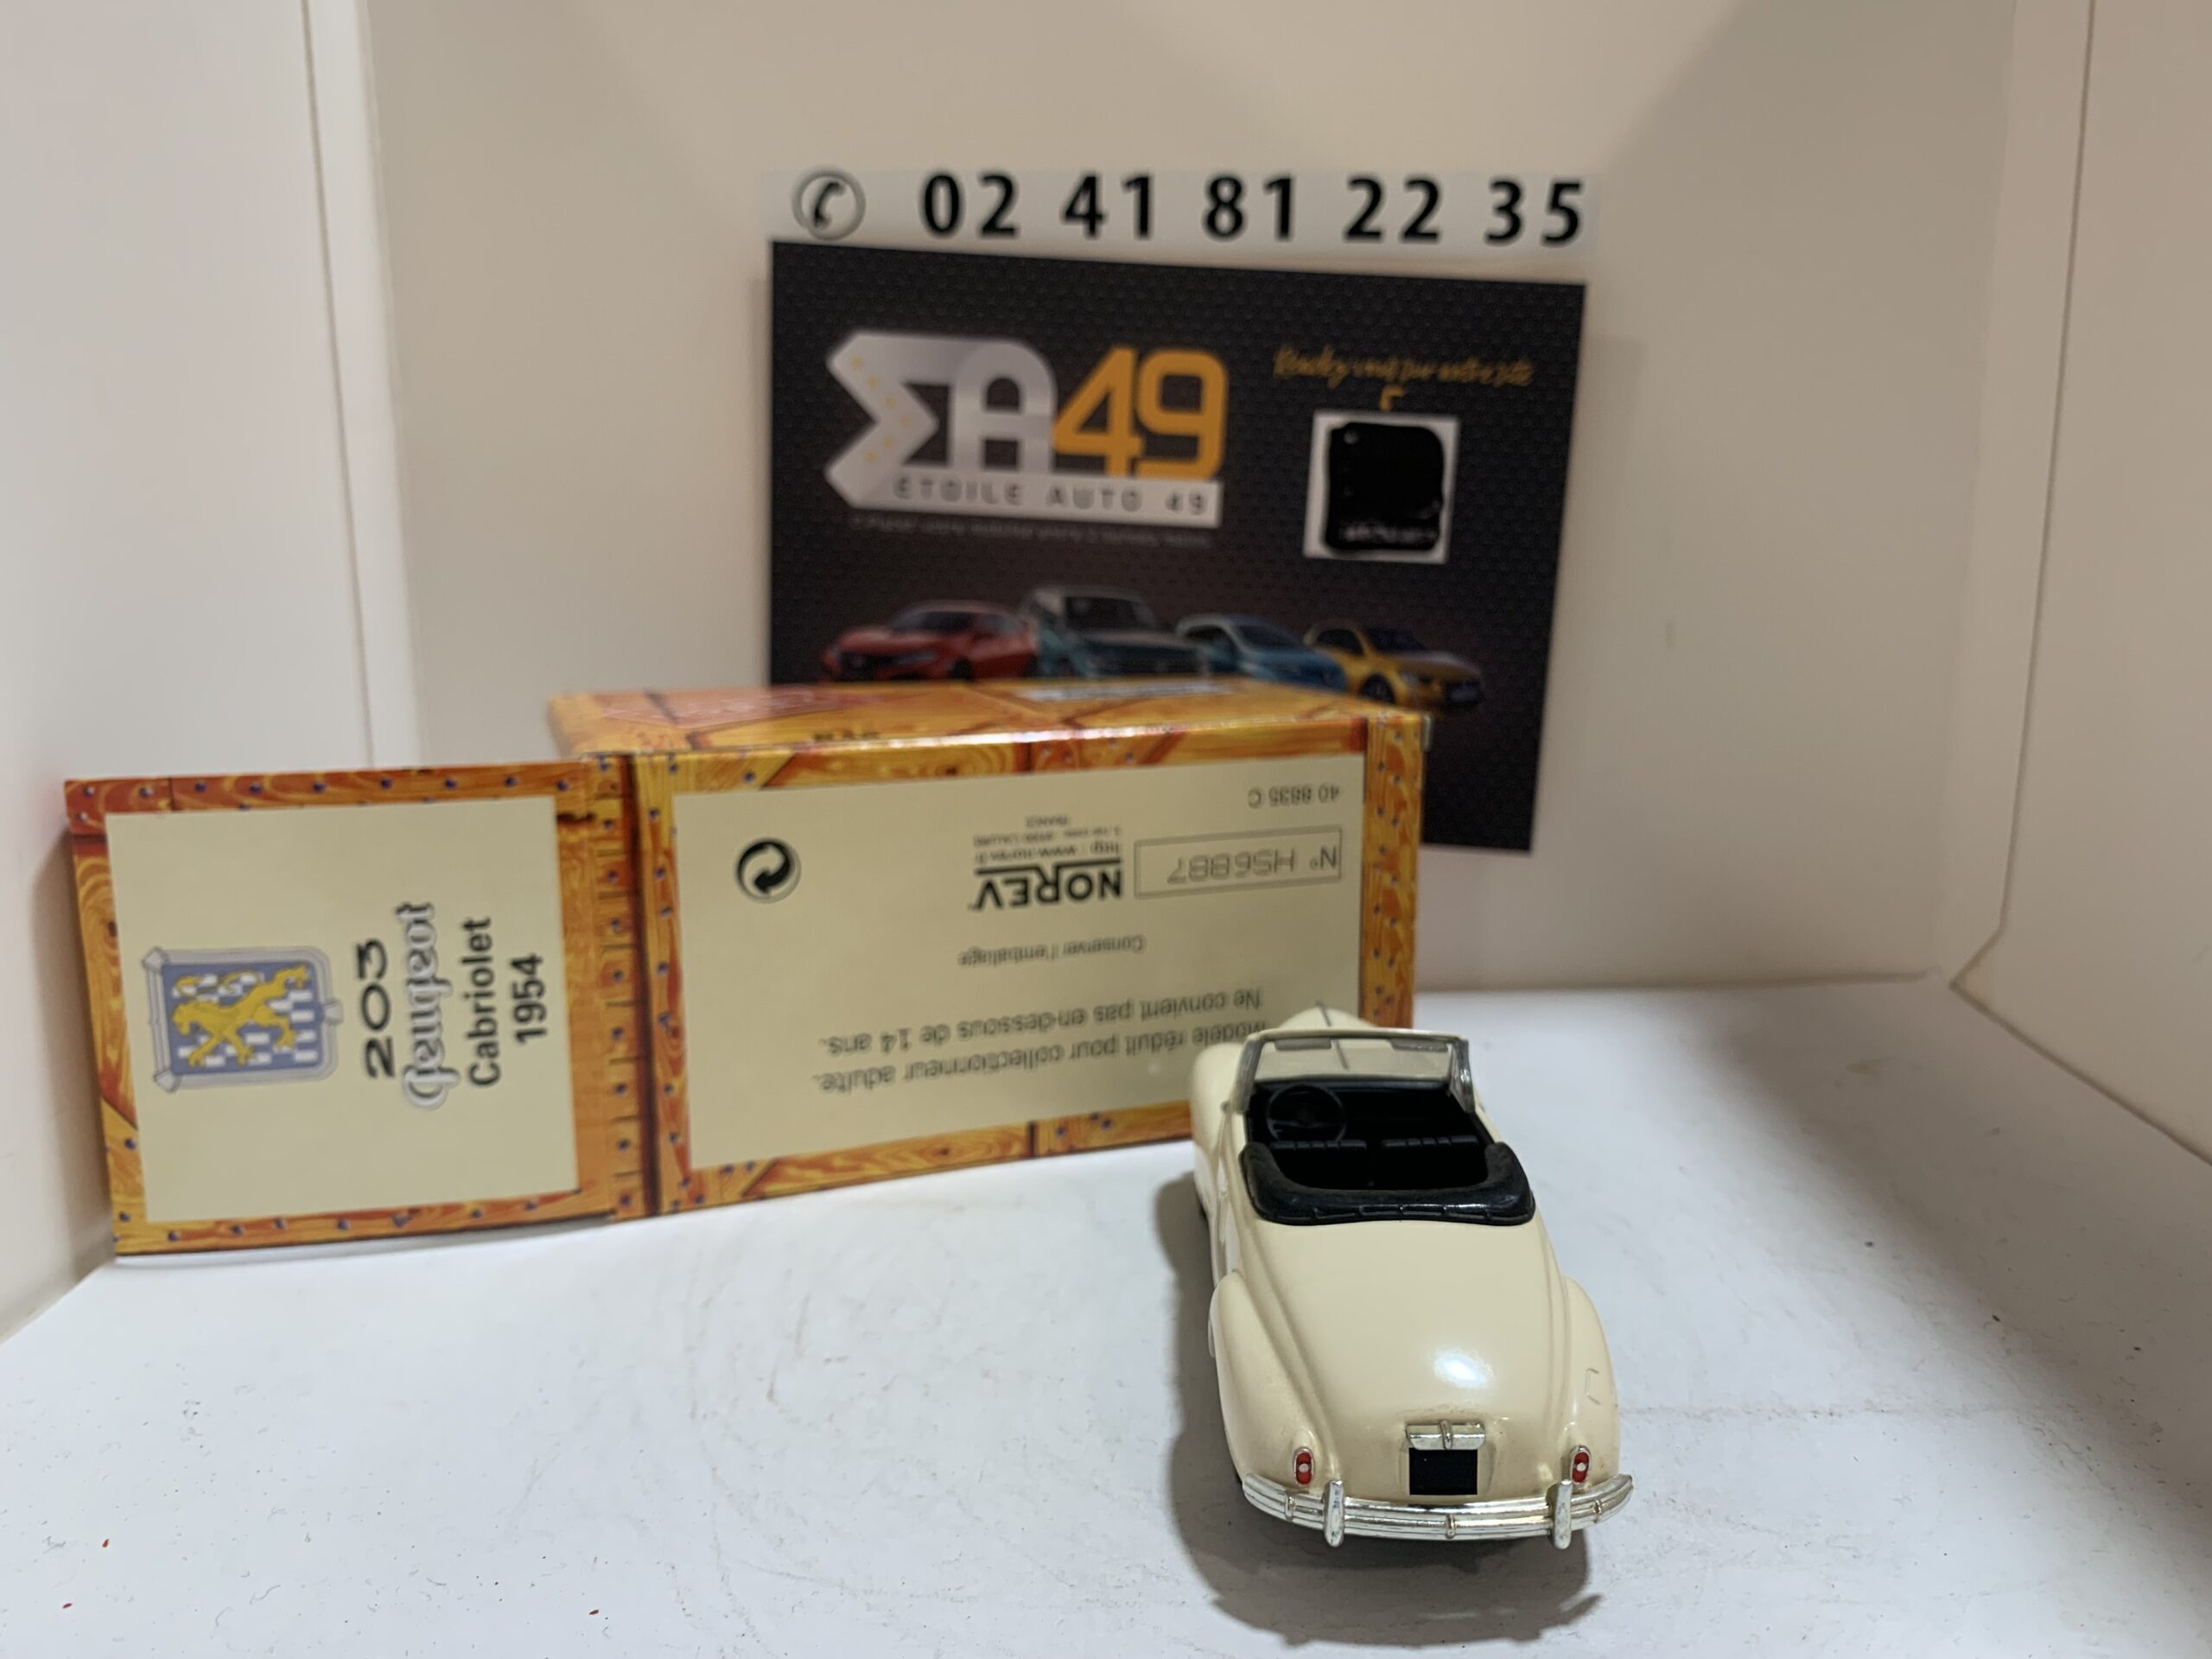 02 41 81 22 35
EA49
ETOILE AUTO 49
203
Peugeot
Cabriolet
1954
Modèle réduit pour collectionneur adulte.
Ne convient pas en-dessous de 14 ans.
Conserver l'emballage
N° HS6887
NOREV
FRANCE
40 8835 C